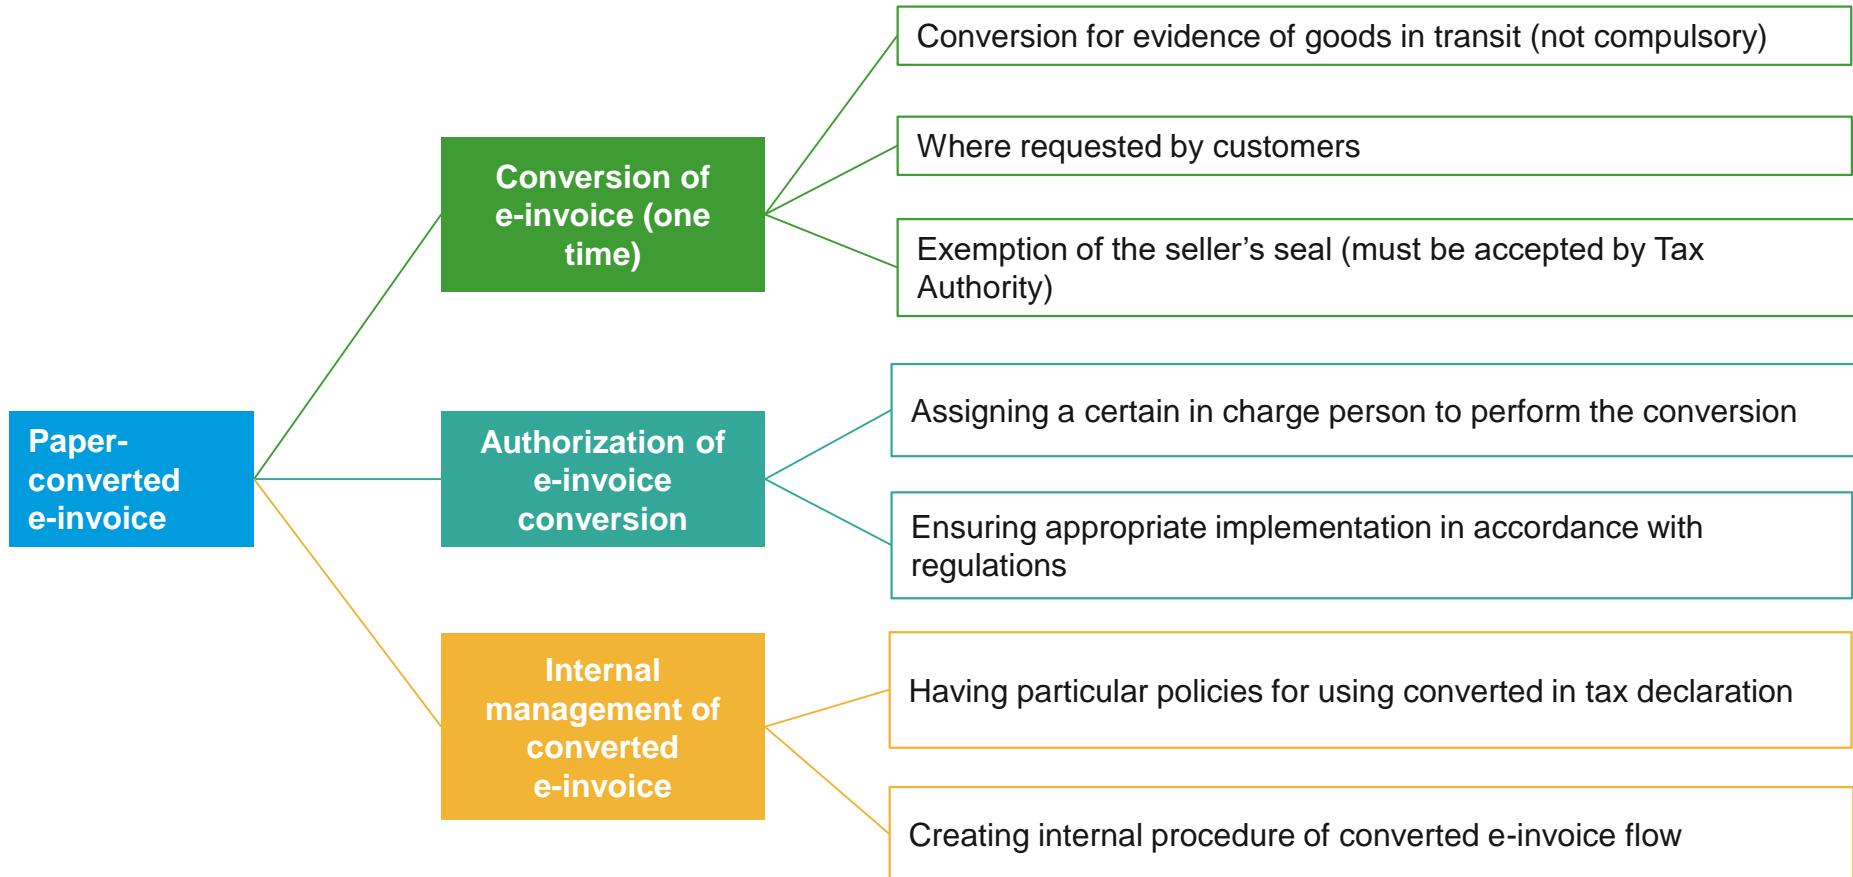 Paper-
converted
e-invoice
Conversion of
e-invoice (one
time)
Conversion for evidence of goods in transit (not compulsory)
Where requested by customers
Exemption of the seller’s seal (must be accepted by Tax
Authority)
Authorization of
e-invoice
conversion
Assigning a certain in charge person to perform the conversion
Ensuring appropriate implementation in accordance with
regulations
Internal
management of
converted
e-invoice
Having particular policies for using converted in tax declaration
Creating internal procedure of converted e-invoice flow